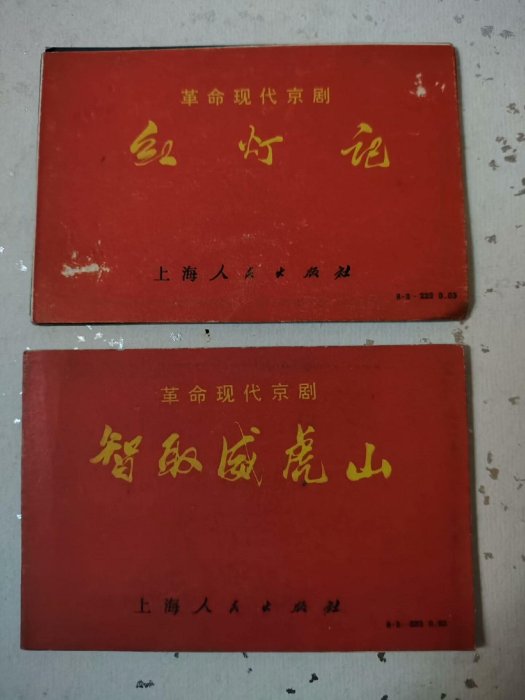 革命现代京剧
红灯记
上海人民出版社
革命现代京剧
智取威虎山
上海人民出版社